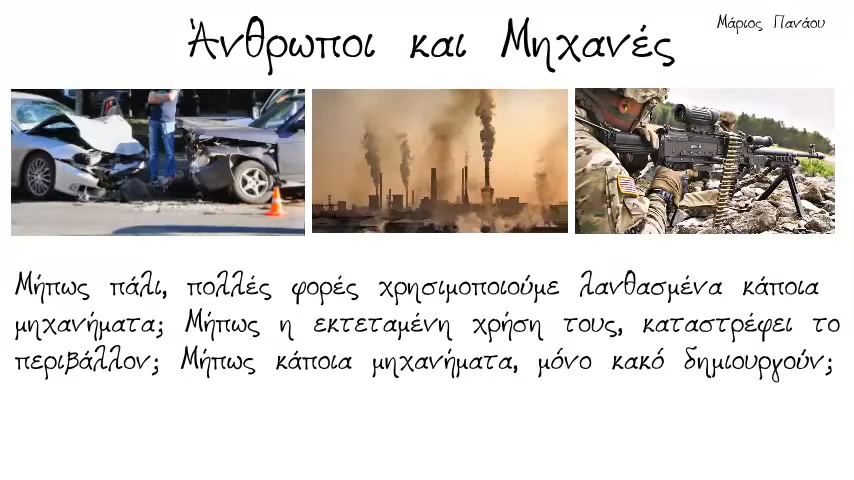 Άνθρωποι και Μηχανές
Μάριος Πανάου
Μήπως πάλι, πολλές φορές χρησιμοποιούμε λανθασμένα κάποια
μηχανήματα; Μήπως η εκτεταμένη χρήση τους, καταστρέφει το
περιβάλλον; Μήπως κάποια μηχανήματα, μόνο κακό δημιουργούν;